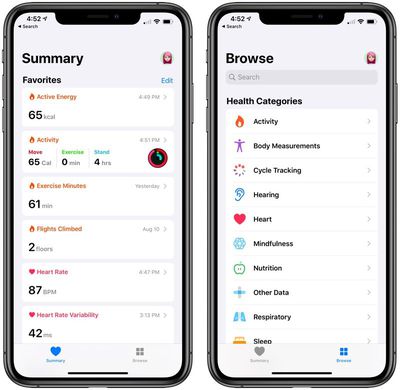 4:52
Search
Summary
Favorites
Edit
Active Energy
4:49 PM
65 kcal
Activity
4:51 PM
Move
Exercise
Stand
65 Cal
0 min
4 hrs
Exercise Minutes
Yesterday
61 min
Flights Climbed
Aug 10
2 floors
Heart Rate
4:47 PM
87 BPM
Heart Rate Variability
3:13 PM
42 ms
Summary
Browse
4:52
Search
Browse
Search
Health Categories
Activity
Body Measurements
Cycle Tracking
Hearing
Heart
Mindfulness
Nutrition
Other Data
Respiratory
Sleep
Summary
Browse